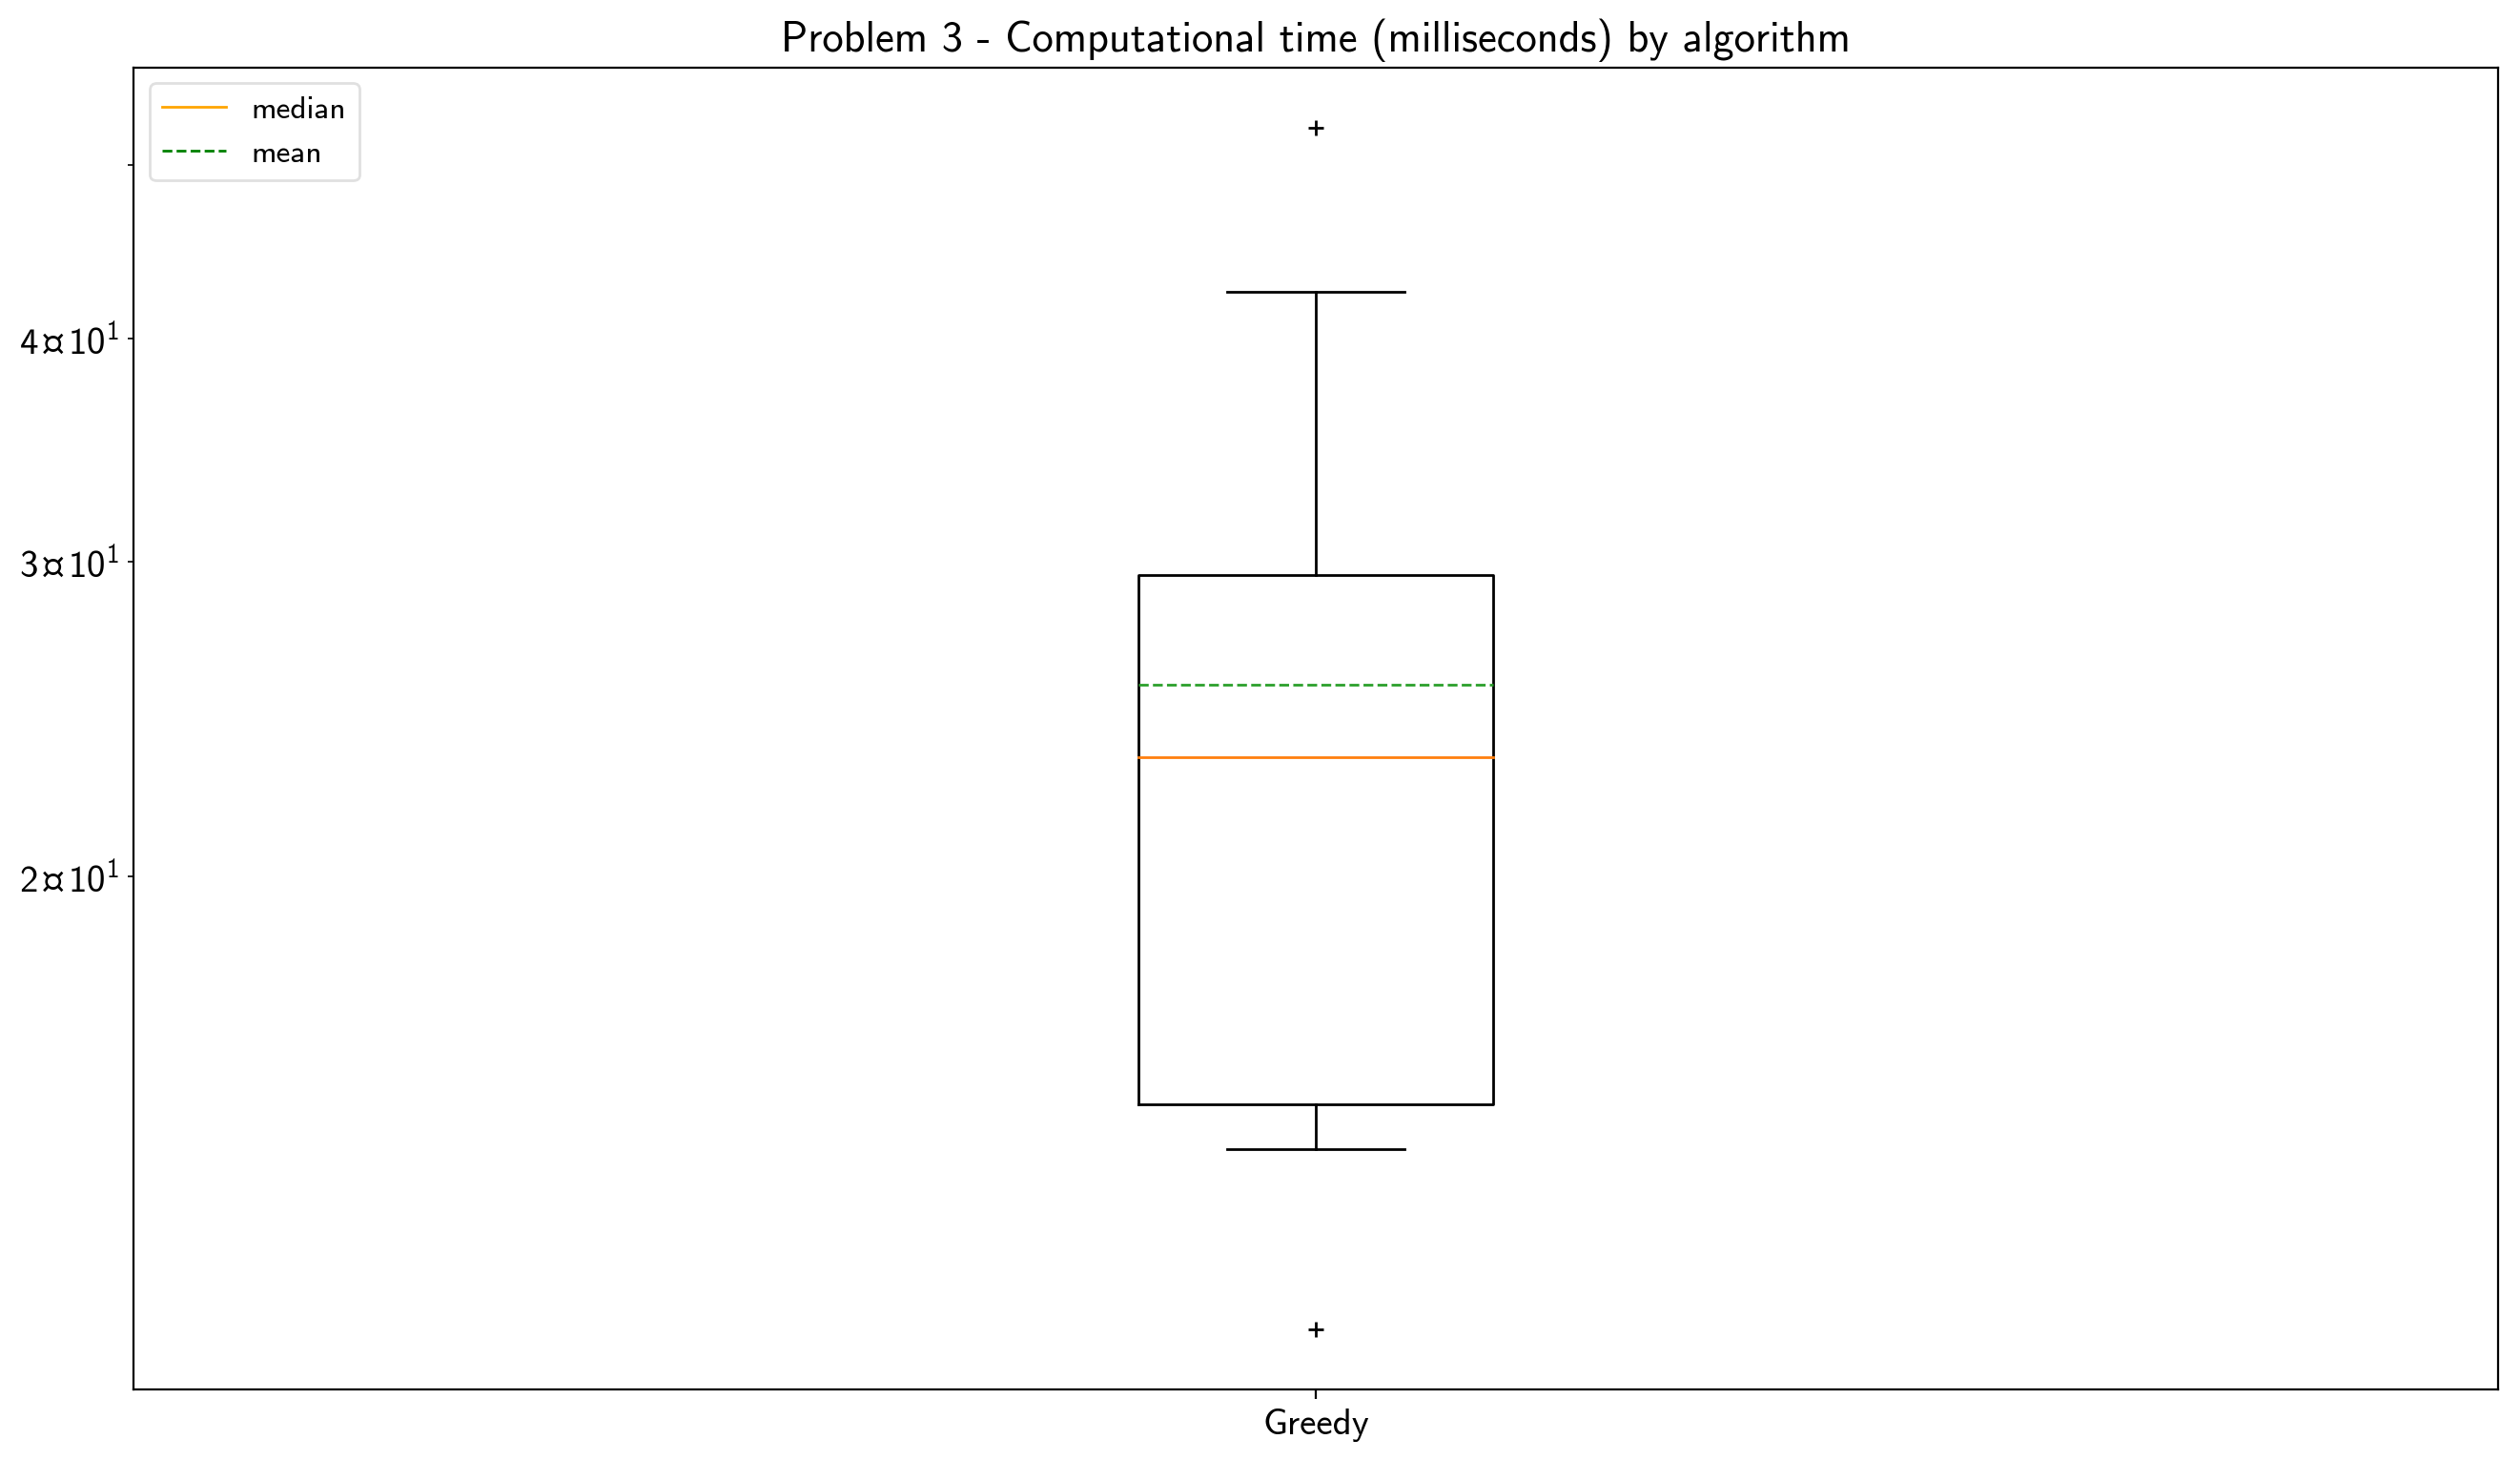 Problem 3 - Computational time (milliseconds) by algorithm
median
mean
4¤10¹
3¤10¹
2¤10¹
Greedy